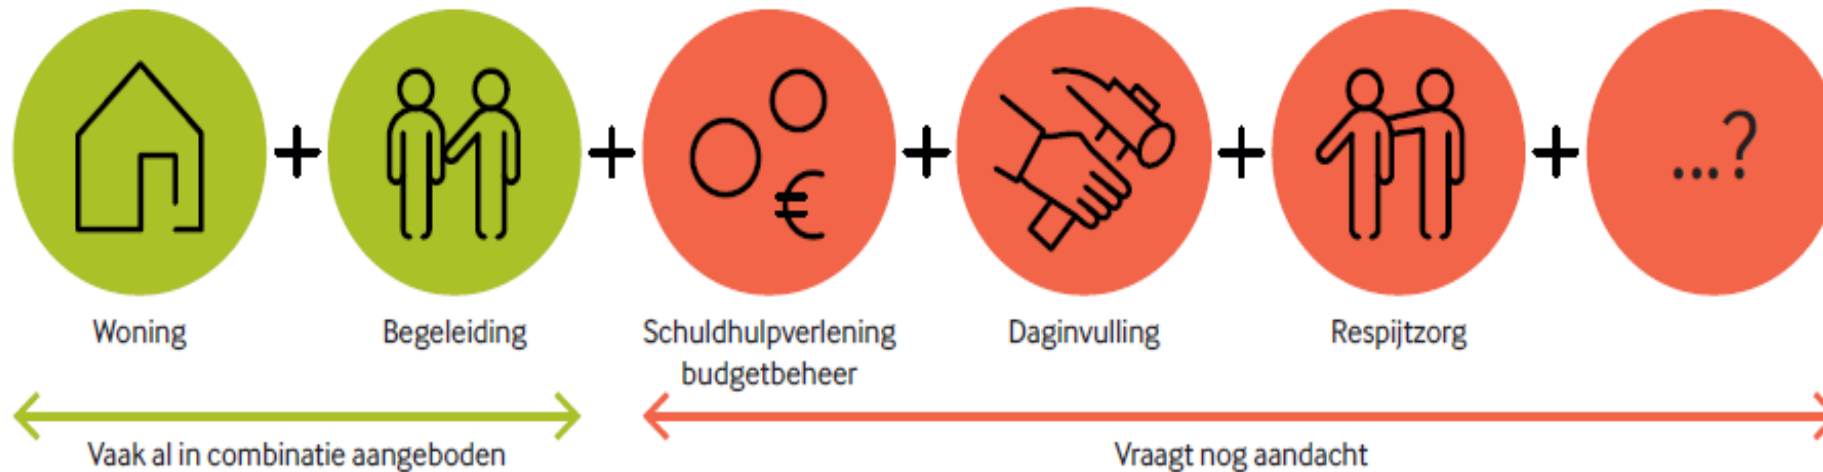 ...?
Woning
Begeleiding
Schuldhulpverlening
budgetbeheer
Daginvulling
Respijtzorg
Vaak al in combinatie aangeboden
Vraagt nog aandacht